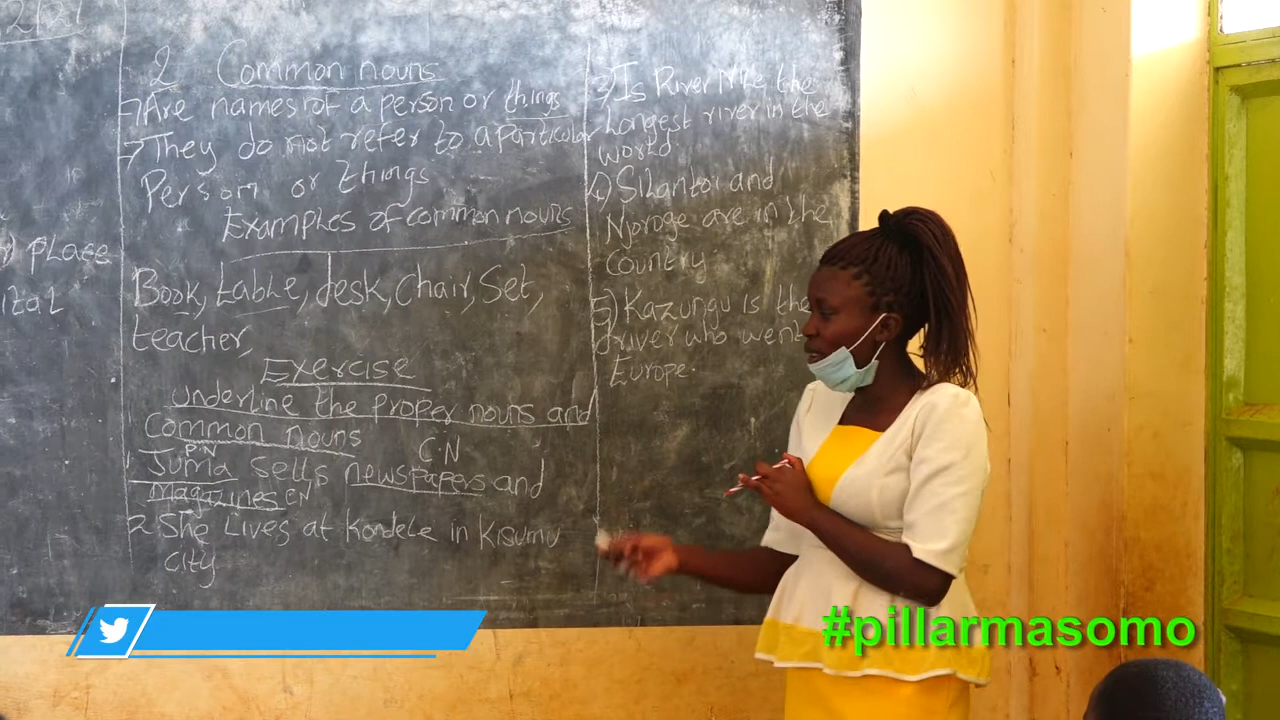 2/21
y) place
ital
2 Common nouns
→ Are names of a person or things
→ They do not refer to a particular
Person or things
Examples of common nouns
Book, table, desk, Chair, Set,
teacher,
Exercise
underline the proper nouns and
Common nouns
P.N C.N
1. Juma sells newspapers and
Magazines CN
2. She Lives at Kondele in Kisumu
City
3) Is River Nile the
Longest river in the
world.
4) Silantoi and
Njoroge are in the
Country
5) Kazungu is the
driver who went
Europe.
#pillarmasomo